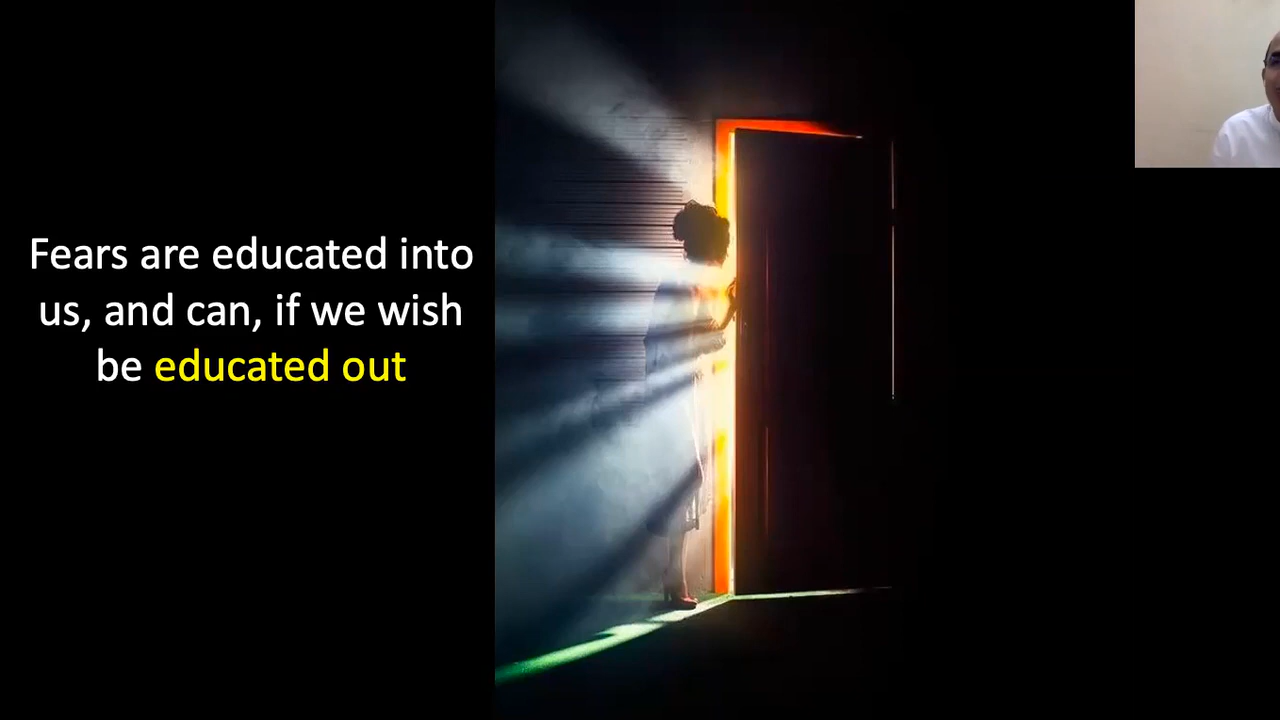 Fears are educated into
us, and can, if we wish
be educated out